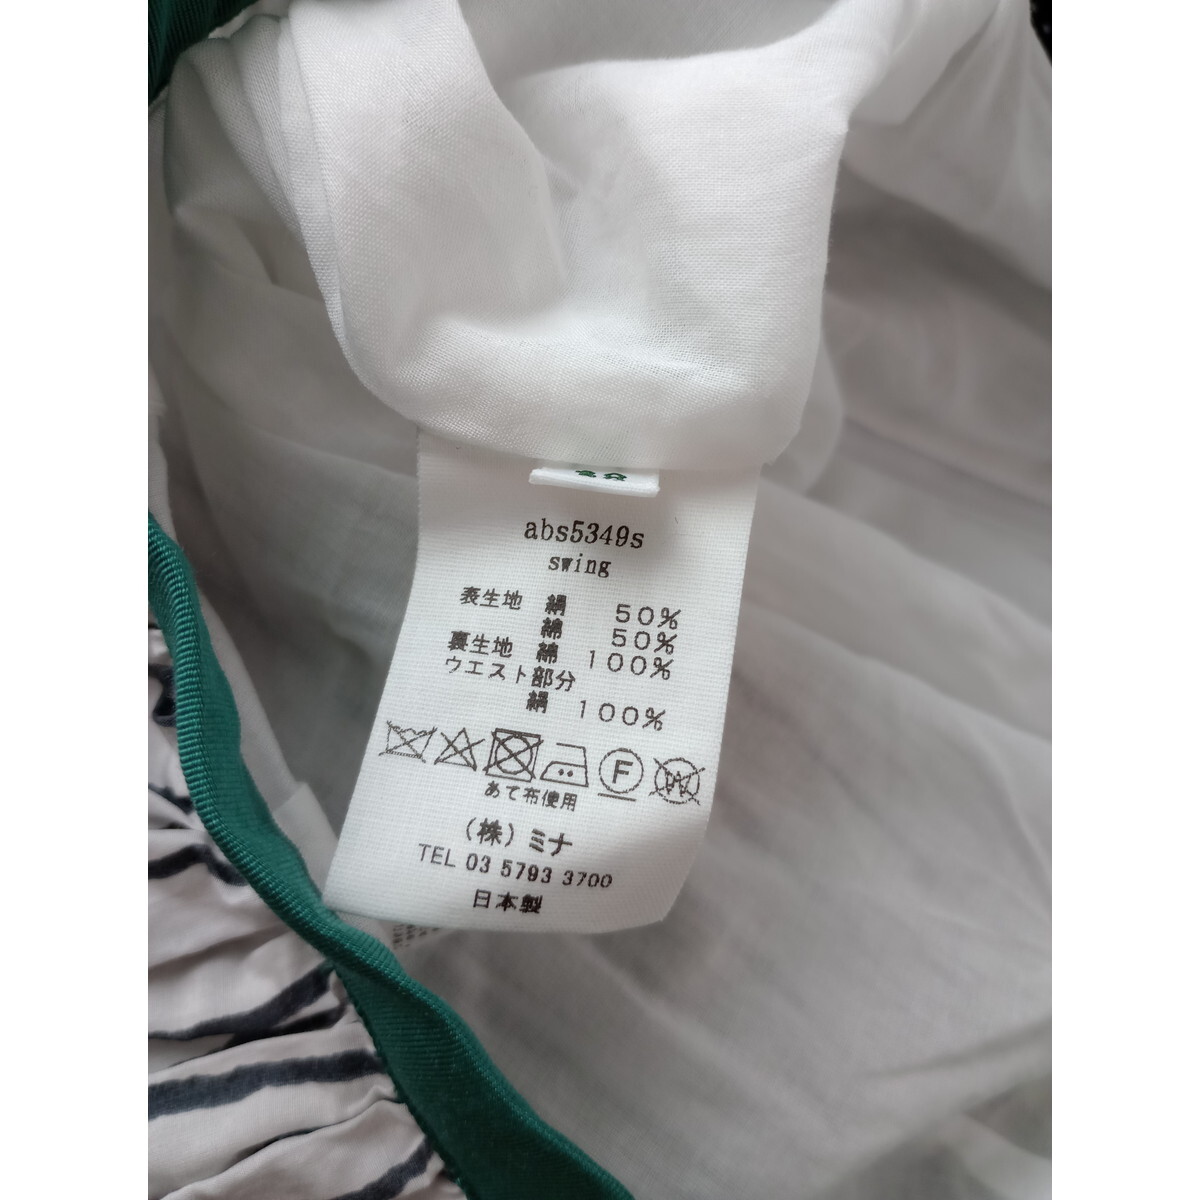 abs5349s
swing
表生地 絹 50%
綿 50%
裏生地 綿 100%
ウエスト部分
絹 100%
F W
あて布使用
(株)ミナ
TEL 03 5793 3700
日本製